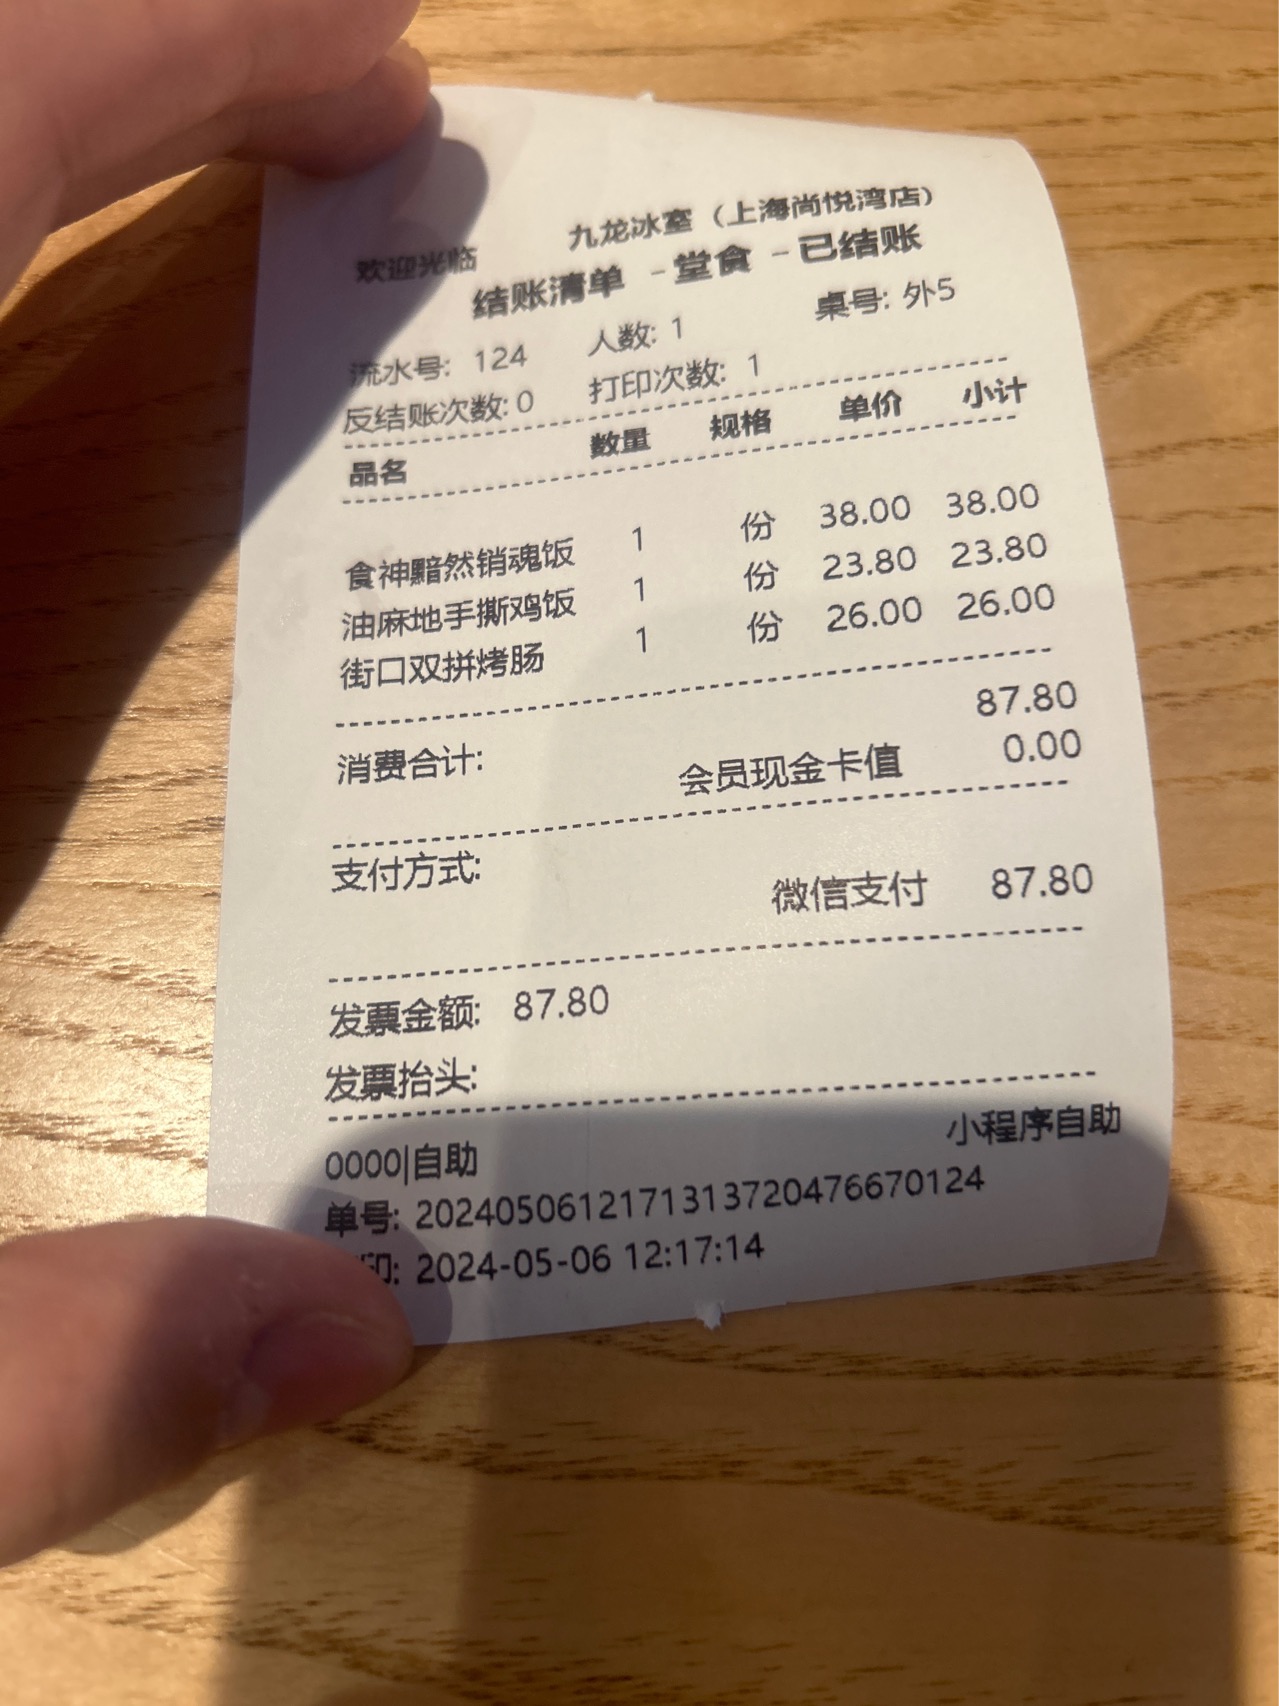 欢迎光临 九龙冰室（上海尚悦湾店）
结账清单 -堂食 -已结账
流水号: 124 人数: 1 桌号: 外5
反结账次数: 0 打印次数: 1
品名 数量 规格 单价 小计
食神黯然销魂饭 1 份 38.00 38.00
油麻地手撕鸡饭 1 份 23.80 23.80
街口双拼烤肠 1 份 26.00 26.00
消费合计: 87.80
会员现金卡值 0.00
支付方式:
微信支付 87.80
发票金额: 87.80
发票抬头:
0000|自助 小程序自助
单号: 2024050612171313720476670124
印: 2024-05-06 12:17:14